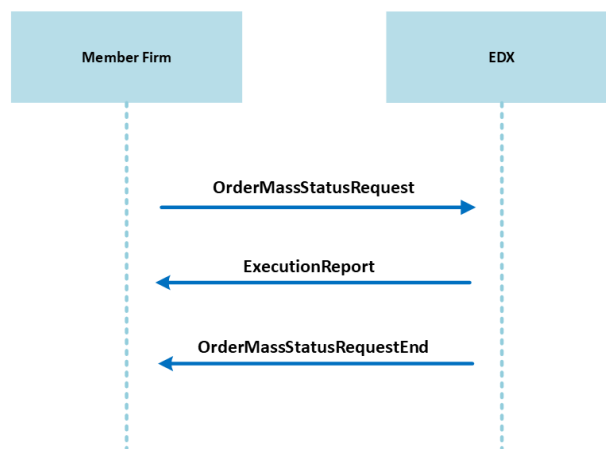 Member Firm
EDX
OrderMassStatusRequest
ExecutionReport
OrderMassStatusRequestEnd